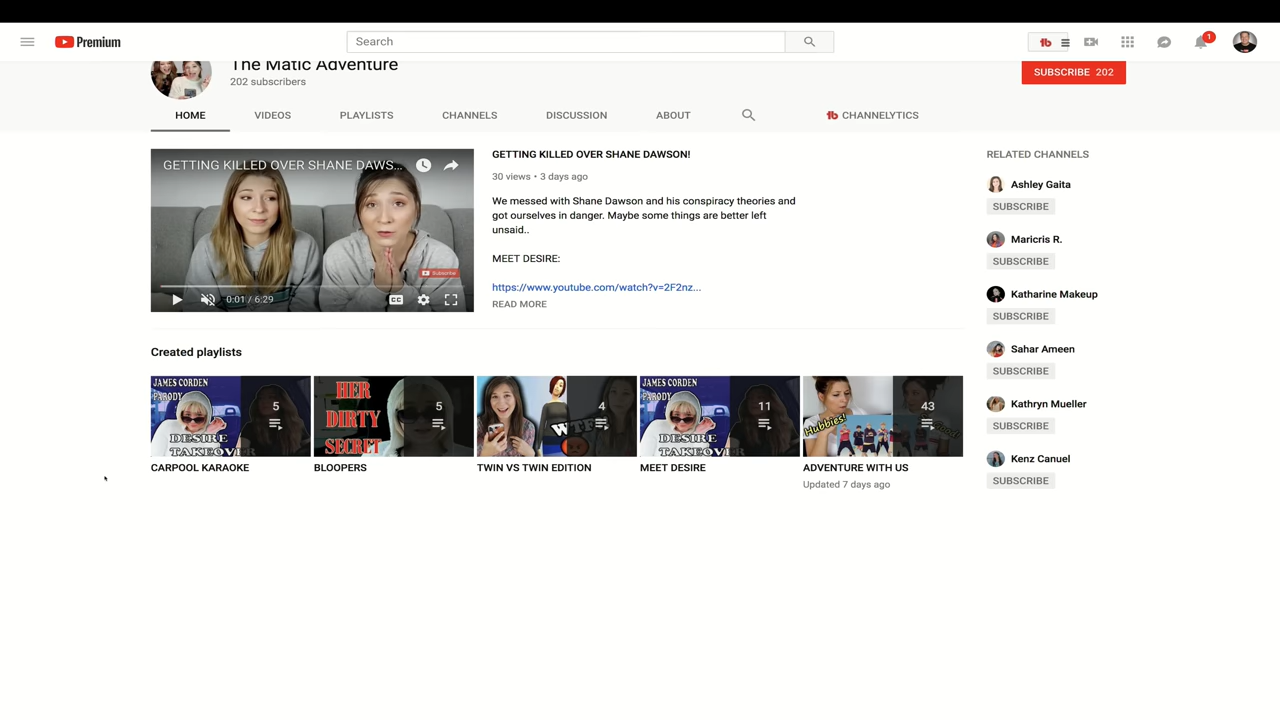 Premium
Search
1
The Matic Adventure
202 subscribers
SUBSCRIBE 202
HOME
VIDEOS
PLAYLISTS
CHANNELS
DISCUSSION
ABOUT
CHANNELYTICS
GETTING KILLED OVER SHANE DAWS...
Subscribe
0:01 / 6:29
CC
GETTING KILLED OVER SHANE DAWSON!
30 views • 3 days ago
We messed with Shane Dawson and his conspiracy theories and
got ourselves in danger. Maybe some things are better left
unsaid..
MEET DESIRE:
https://www.youtube.com/watch?v=2F2nz...
READ MORE
RELATED CHANNELS
Ashley Gaita
SUBSCRIBE
Maricris R.
SUBSCRIBE
Katharine Makeup
SUBSCRIBE
Sahar Ameen
SUBSCRIBE
Kathryn Mueller
SUBSCRIBE
Kenz Canuel
SUBSCRIBE
Created playlists
JAMES CORDEN
PARODY
DESIRE
TAKEOVER
5
CARPOOL KARAOKE
HER
DIRTY
SECRET
5
BLOOPERS
4
TWIN VS TWIN EDITION
JAMES CORDEN
PARODY
DESIRE
TAKEOVER
11
MEET DESIRE
Hubbies!
43
ADVENTURE WITH US
Updated 7 days ago